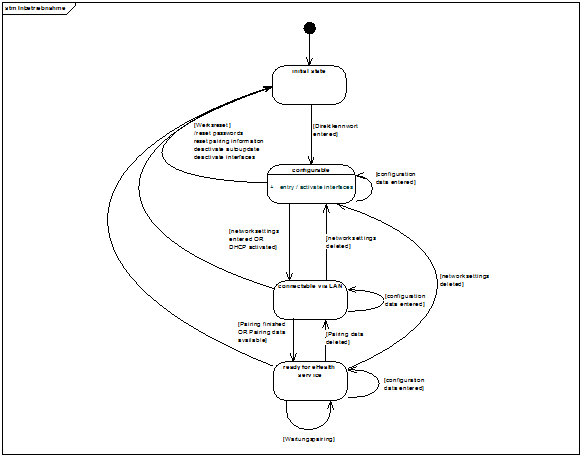 stm Inbetriebnahme
initial state
[Werksreset]
/reset passwords
reset pairing information
deactivate autoupdate
deactivate interfaces
[Direktkennwort
entered]
configurable
+ entry / activate interfaces
[configuration
data entered]
[networksettings
entered OR
DHCP activated]
[networksettings
deleted]
[networksettings
deleted]
connectable via LAN
[configuration
data entered]
[Pairing finished
OR Pairing data
available]
[Pairing data
deleted]
ready for eHealth
service
[configuration
data entered]
[Wartungspairing]